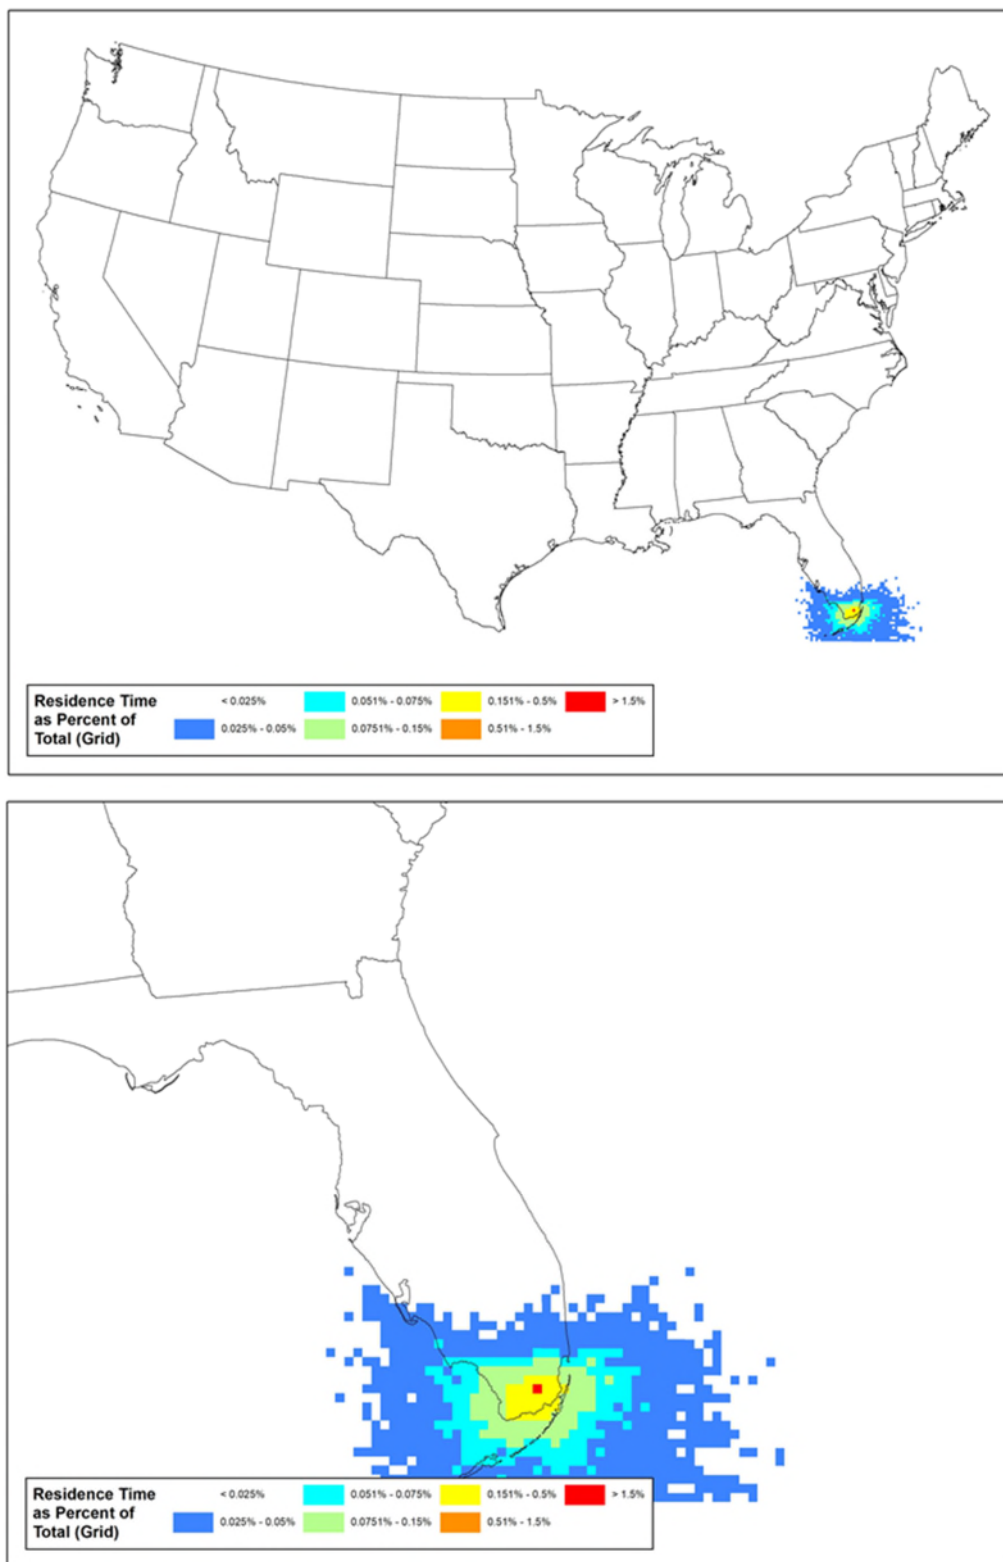 Residence Time
as Percent of
Total (Grid)
< 0.025% 0.051% - 0.075% 0.151% - 0.5% > 1.5%
0.025% - 0.05% 0.0751% - 0.15% 0.51% - 1.5%
Residence Time
as Percent of
Total (Grid)
< 0.025% 0.051% - 0.075% 0.151% - 0.5% > 1.5%
0.025% - 0.05% 0.0751% - 0.15% 0.51% - 1.5%